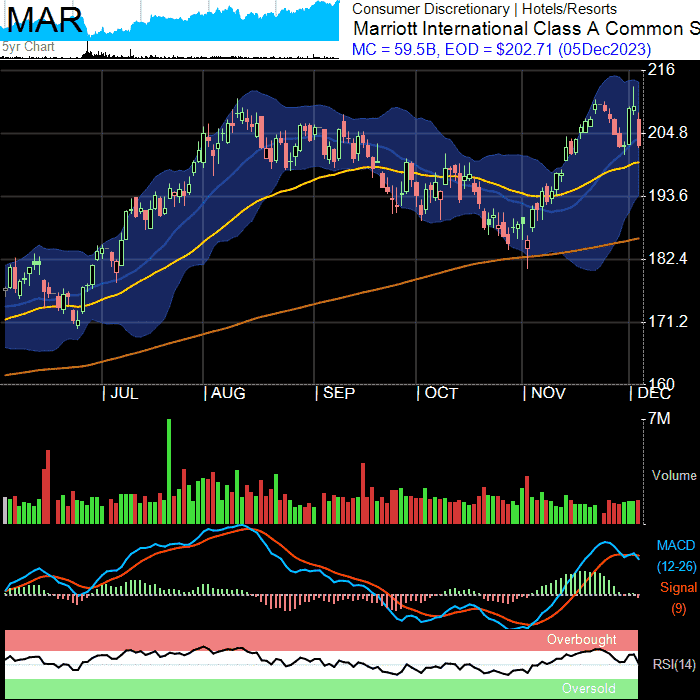 MAR
5yr Chart
Consumer Discretionary | Hotels/Resorts
Marriott International Class A Common S
MC = 59.5B, EOD = $202.71 (05Dec2023)
216
204.8
193.6
182.4
171.2
160
JUL AUG SEP OCT NOV DEC
7M
Volume
MACD
(12-26)
Signal
(9)
Overbought
RSI(14)
Oversold